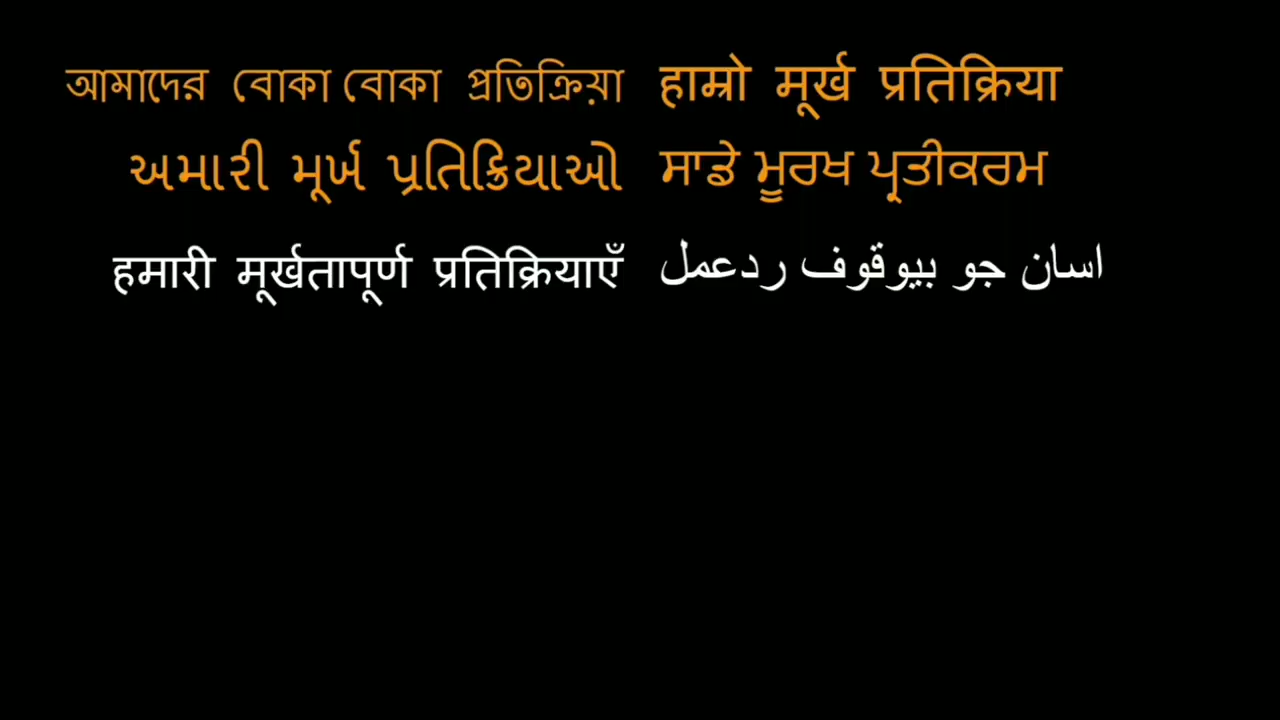 আমাদের বোকা বোকা প্রতিক্রিয়া हाम्रो मूर्ख प्रतिक्रिया
અમારી મૂર્ખ પ્રતિક્રિયાઓ ਸਾਡੇ ਮੂਰਖ ਪ੍ਰਤੀਕਰਮ
हमारी मूर्खतापूर्ण प्रतिक्रियाएँ اسان جو بيوقوف ردعمل